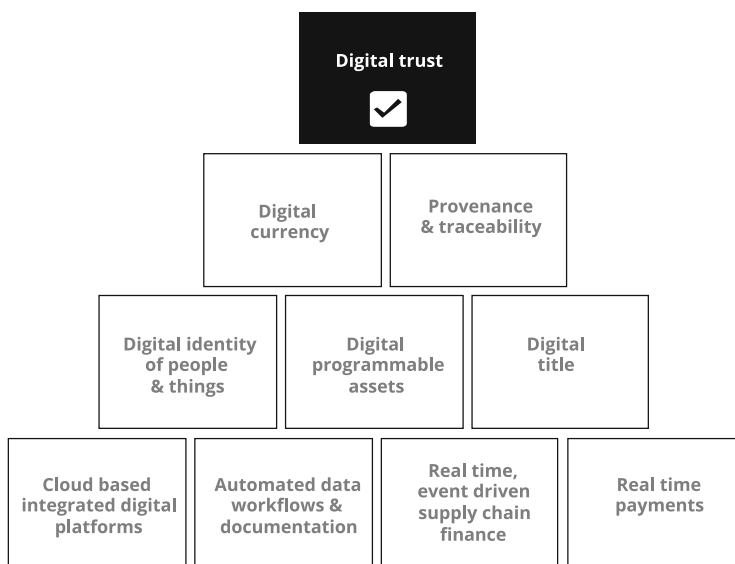 Digital trust
Digital
currency
Provenance
& traceability
Digital identity
of people
& things
Digital
programmable
assets
Digital
title
Cloud based
integrated digital
platforms
Automated data
workflows &
documentation
Real time,
event driven
supply chain
finance
Real time
payments